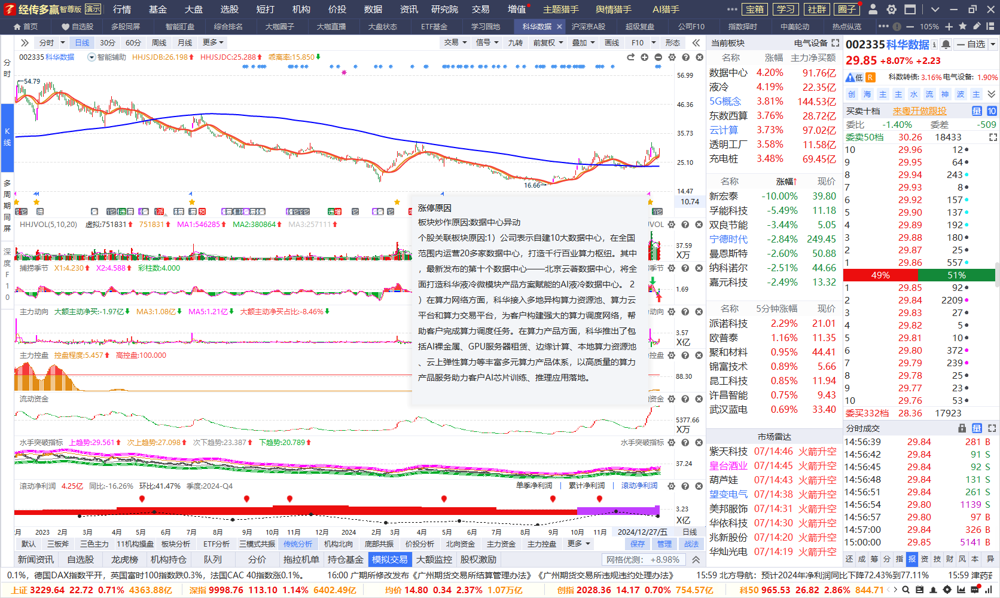 经传多赢 智尊版 演示 行情 基金 大盘 选股 短打 机构 价投 数据 资讯 研究院 交易 增值 主题猎手 舆情猎手 AI猎手 宝箱 学习 社群 圈子
首页 自选股 多股同屏 智能盯盘 综合排名 大咖圈子 大咖直播 大盘状态 ETF基金 学习园地 科华数据 沪深京A股 超级复盘 公司F10 指数择时 中美轮动 热点纵览 105%
分时 日线 30分 60分 周线 月线 更多 交易 信号 九转 前复权 叠加 画线 F10 形态
002335 科华数据 智能辅助 HHJSJDB:26.198 HHJSJDC:25.288 乖离率:15.850
分时
K线
多周期同屏
深度F10
54.79
16.66
56.99
46.36
35.73
25.10
14.47
10.74
HHJVOL(5,10,20) 虚拟:751831 751831 MA1:546285 MA2:380864 MA3:257111
37.59
X万
捕捞季节 X1:4.230 X2:4.588 彩柱数:4.000
1.69
主力动向 大额主动净买:-1.97亿 MA3:1.08亿 MA5:1.21亿 大额主动净买占比:-8.46%
3.57
X亿
主力控盘 控盘程度:5.457 高控盘:100.000
88.30
流动资金
5377.66
X万
水手突破指标 上趋势:29.561 次上趋势:27.098 次下趋势:23.387 下趋势:20.789 水手突破指标
37.24
滚动净利润 4.25亿 同比:-16.26% 环比:41.47% 季度:2024-Q4 单季净利润 累计净利润 滚动净利润
3.23
X亿
涨停原因
板块炒作原因:数据中心异动
个股关联板块原因:1）公司表示自建10大数据中心，在全国
范围内运营20多家数据中心，打造千行百业算力枢纽。其中
，最新发布的第十个数据中心——北京云荟数据中心，将全
面打造科华液冷微模块产品方案赋能的AI液冷数据中心。 2
）在算力网络方面，科华接入多地异构算力资源池、算力云
平台和算力交易平台，为客户构建强大的算力调度网络，帮
助客户完成算力调度任务。在算力产品方面，科华推出了包
括AI裸金属、GPU服务器租赁、边缘计算、本地算力资源池
、云上弹性算力等丰富多元算力产品体系，以高质量的算力
产品服务助力客户AI芯片训练、推理应用落地。
月 2023 2月 3月 4月 5月 6月 7月 8月 9月 10月 11月 12月 2024 2月 3月 4月 5月 6月 7月 8月 9月 10月 11月 2024/12/27/五 日线
默认 三板斧 三色主力 11机构操盘 板块分析 ETF分析 三模式共振 传统分析 机构北向 底部共振 价投分析 北向资金 主力资金 主力控盘 更多 保存 管理 战法
新闻资讯 自选股 龙虎榜 机构持仓 队列 分价 拖拉机单 持仓基金 模拟交易 大额监控 股权激励 网格优测： +8.98%
当前板块 电气设备
名称 涨幅 主力净买额
数据中心 4.20% 91.76亿
液冷 4.19% 22.35亿
5G概念 3.81% 144.53亿
东数西算 3.76% 28.72亿
云计算 3.73% 97.02亿
透明工厂 3.58% 11.58亿
充电桩 3.48% 69.45亿
名称 涨幅↑ 现价
新宏泰 -10.00% 39.80
孚能科技 -5.49% 11.18
双良节能 -3.44% 5.05
宁德时代 -2.84% 249.45
曼恩斯特 -2.60% 50.88
纳科诺尔 -2.51% 44.66
嘉元科技 -2.49% 13.32
名称 5分钟涨幅 现价
派诺科技 2.29% 21.01
欧普泰 1.16% 11.35
聚和材料 0.95% 44.41
锦富技术 0.89% 5.66
昆工科技 0.85% 11.94
许昌智能 0.75% 9.43
武汉蓝电 0.69% 33.40
市场雷达
紫天科技 07/14:46 火箭升空
皇台酒业 07/14:45 火箭升空
葫芦娃 07/14:43 火箭升空
望变电气 07/14:38 火箭升空
美邦服饰 07/14:31 火箭升空
华依科技 07/14:30 火箭升空
兆新股份 07/14:20 火箭升空
华灿光电 07/14:19 火箭升空
002335 科华数据 自选
29.85 +8.07% +2.23
低 R 科数转债: 3.16% 电气设备: 1.90%
创 海 主 主 水 流 神 波 主
买卖十档 来粤开做跟投 10
委比 -1.40% 委差 -509
委卖50档 30.26 18433
10 29.96 12
9 29.95 64
8 29.94 243
7 29.93 8
6 29.92 157
5 29.90 137
4 29.89 192
3 29.88 180
2 29.87 25
1 29.86 557
49% 51%
1 29.85 92
2 29.84 2209
3 29.83 27
4 29.82 5
5 29.81 10
6 29.80 372
7 29.79 239
8 29.78 25
9 29.77 23
10 29.76 53
委买332档 28.36 17923
分时成交
14:56:39 29.84 281 B
14:56:42 29.84 91 S
14:56:45 29.84 92 S
14:56:48 29.84 131 S
14:56:51 29.84 261 S
14:56:54 29.80 1139 S
14:56:57 29.80 97 B
14:57:00 29.84 326 B
15:00:00 29.85 5141 B
还 成 筹 分 指 报 资 技 财 风 本 异
0.1%，德国DAX指数平开，英国富时100指数跌0.3%，法国CAC 40指数涨0.1%。 16:00 广期所修改发布《广州期货交易所结算管理办法》《广州期货交易所违规违约处理办法》 15:59 北方导航：预计2024年净利润同比下降72.43%到77.11% 15:59 津药药
上证 3229.64 22.72 0.71% 4363.88亿 深指 9998.76 113.10 1.14% 6402.49亿 均价 14.80 0.34 2.37% 1.07万亿 创指 2028.36 14.17 0.70% 754.57亿 科50 965.53 26.82 2.86% 844.71